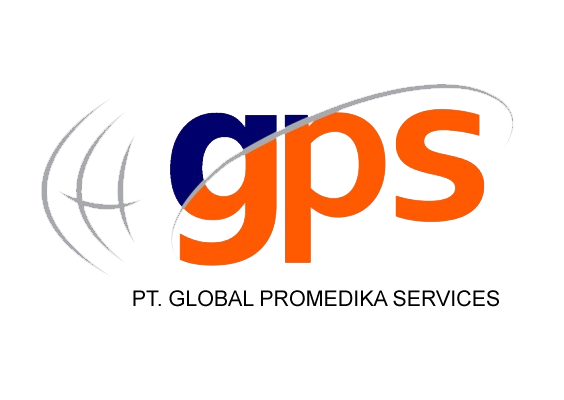 gps
PT. GLOBAL PROMEDIKA SERVICES